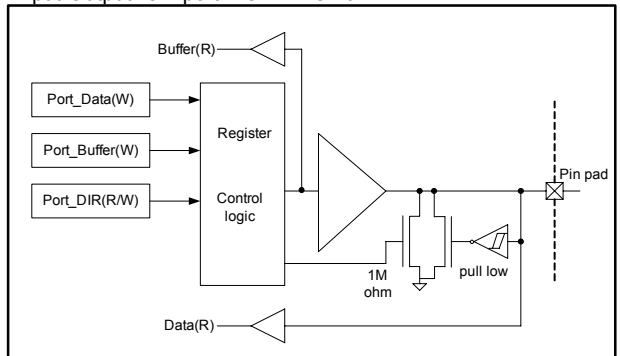 Buffer(R)
Port_Data(W)
Port_Buffer(W)
Port_DIR(R/W)
Register
Control
logic
Pin pad
1M
ohm
pull low
Data(R)